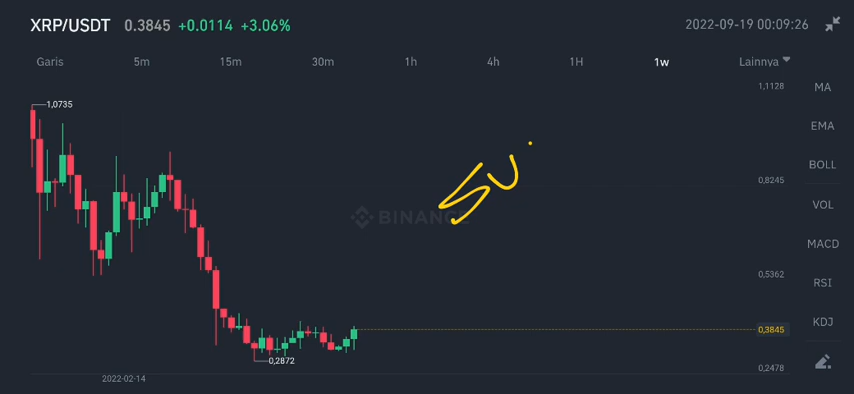 XRP/USDT 0.3845 +0.0114 +3.06% 2022-09-19 00:09:26
Garis 5m 15m 30m 1h 4h 1H 1w Lainnya
1,1128
MA
1,0735
EMA
BOLL
0,8245
VOL
BINANCE
MACD
0,5362
RSI
KDJ
0,3845
0,2872
0,2478
2022-02-14